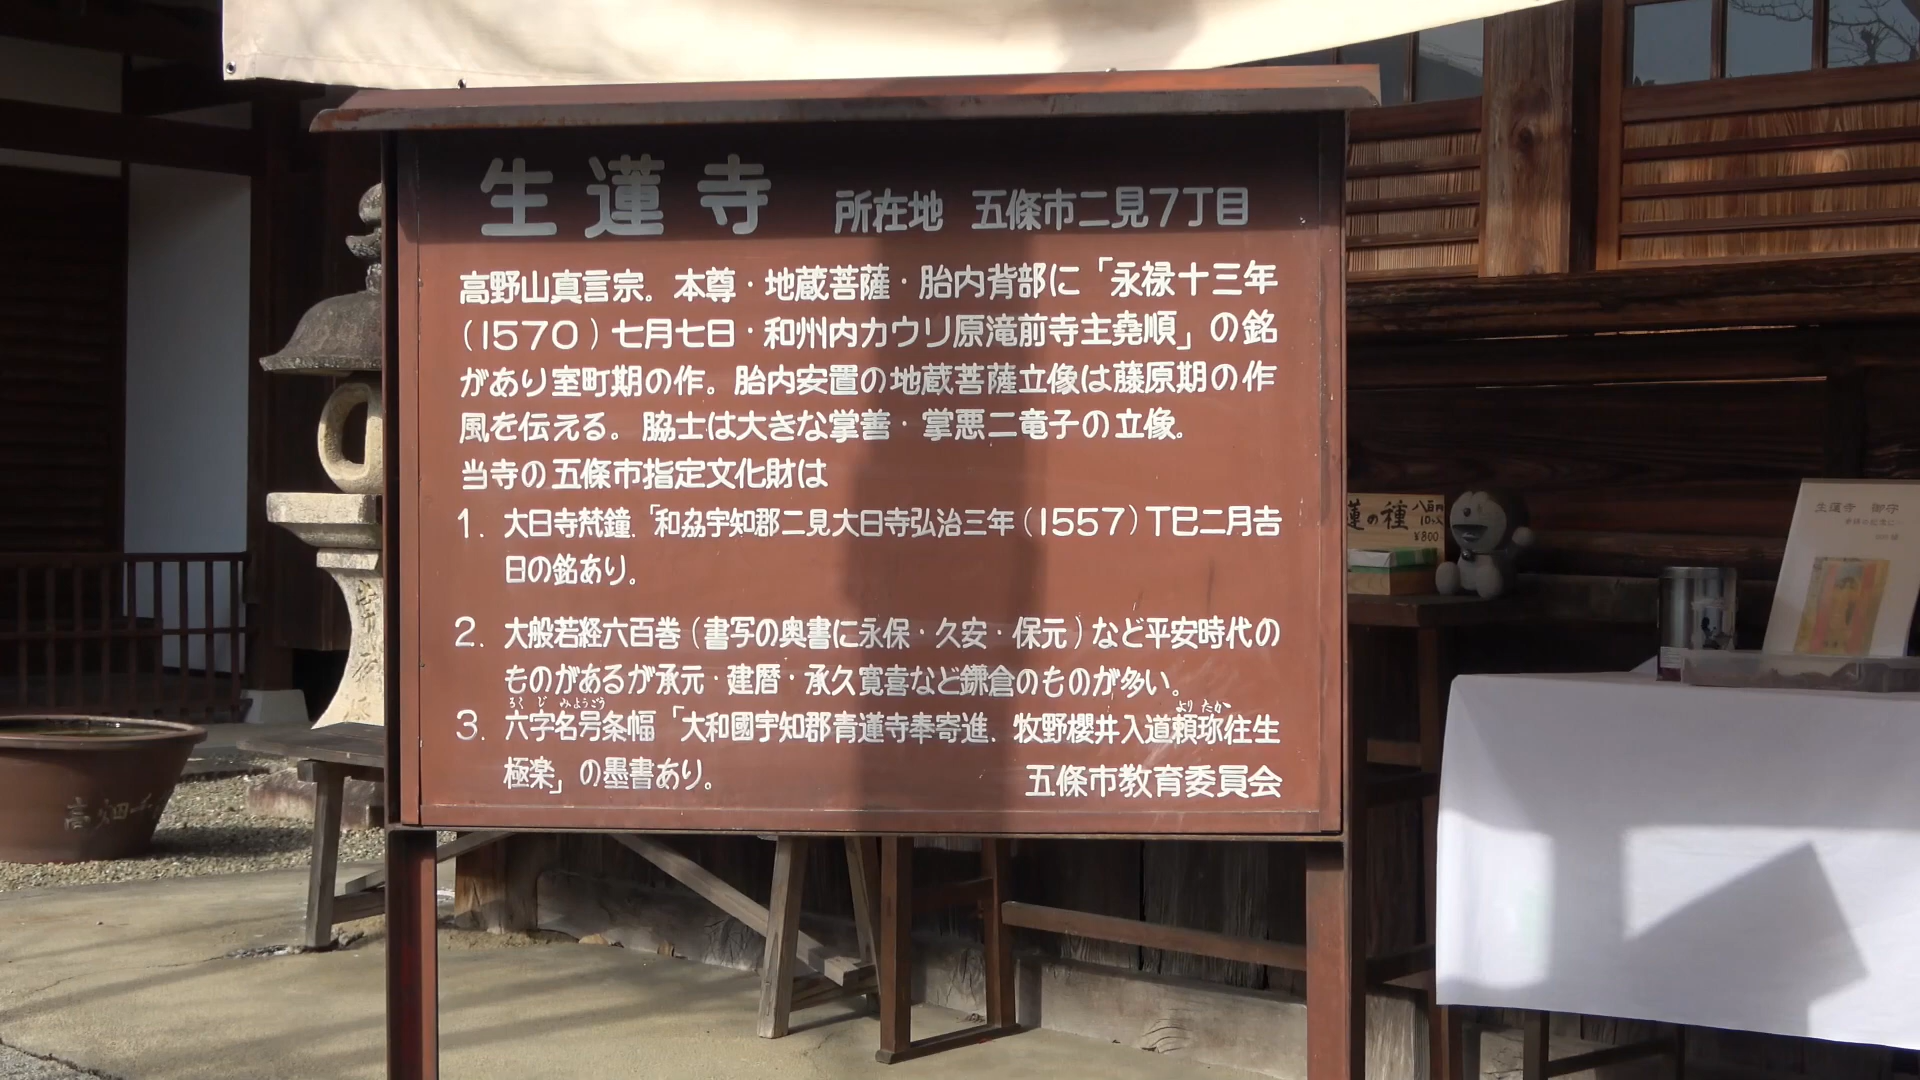 生蓮寺 所在地 五條市二見7丁目
高野山真言宗。本尊・地蔵菩薩・胎内背部に「永禄十三年
(1570)七月七日・和州内カウリ原滝前寺主堯順」の銘
があり室町期の作。胎内安置の地蔵菩薩立像は藤原期の作
風を伝える。脇士は大きな掌善・掌悪二竜子の立像。
当寺の五條市指定文化財は
1. 大日寺梵鐘、「和刕宇知郡二見大日寺弘治三年(1557)丁巳二月吉
日の銘あり。
2. 大般若経六百巻(書写の奥書に永保・久安・保元)など平安時代の
ものがあるが承元・建暦・承久寛喜など鎌倉のものが多い。
ろく じ みようごう
より たか
3. 六字名号条幅「大和國宇知郡青蓮寺奉寄進、牧野櫻井入道頼珎往生
極楽」の墨書あり。 五條市教育委員会
蓮の種
¥800
生蓮寺 御守